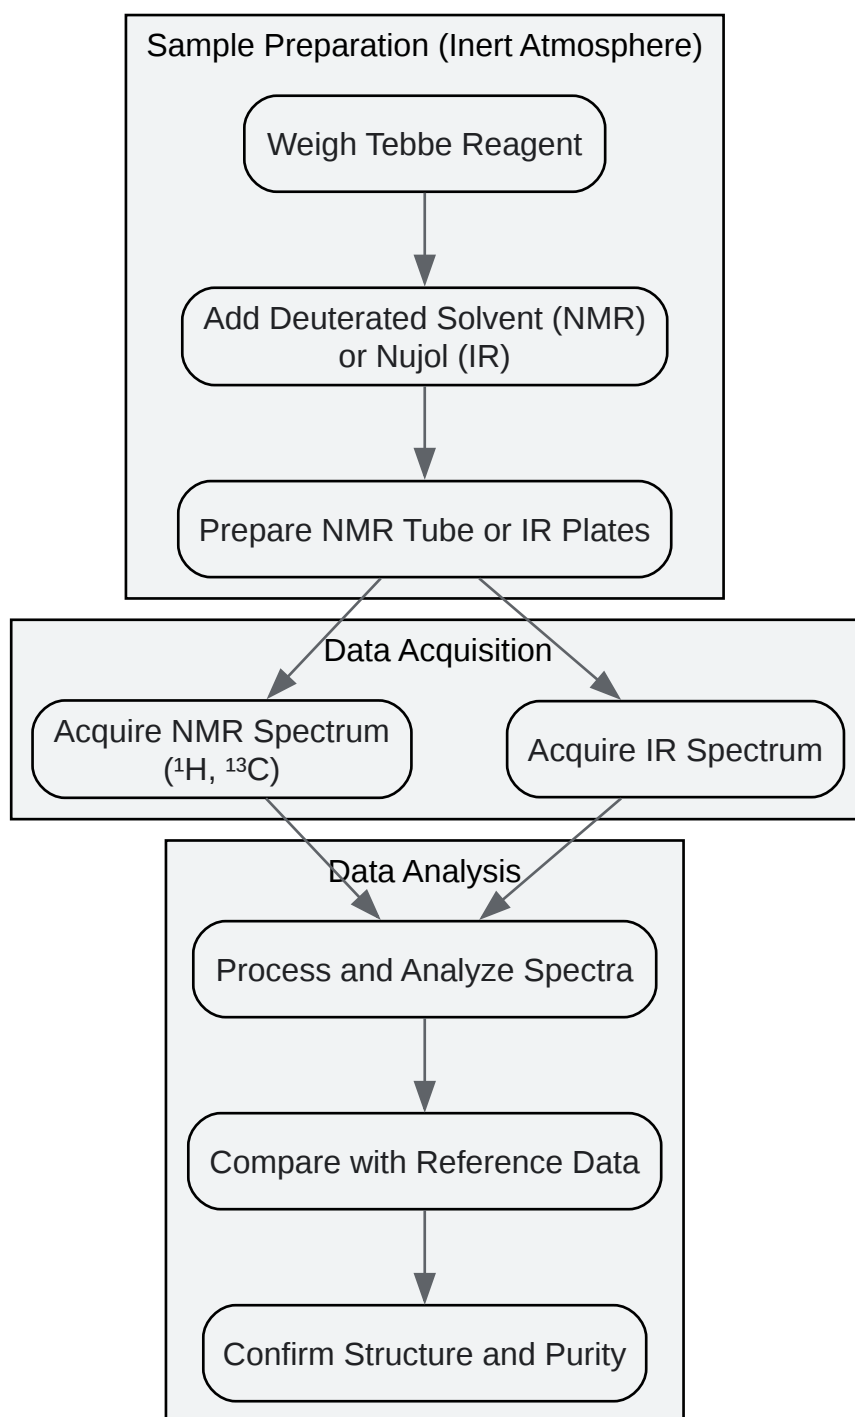 Sample Preparation (Inert Atmosphere)
Weigh Tebbe Reagent
Add Deuterated Solvent (NMR)
or Nujol (IR)
Prepare NMR Tube or IR Plates
Data Acquisition
Acquire NMR Spectrum
(¹H, ¹³C)
Acquire IR Spectrum
Data Analysis
Process and Analyze Spectra
Compare with Reference Data
Confirm Structure and Purity